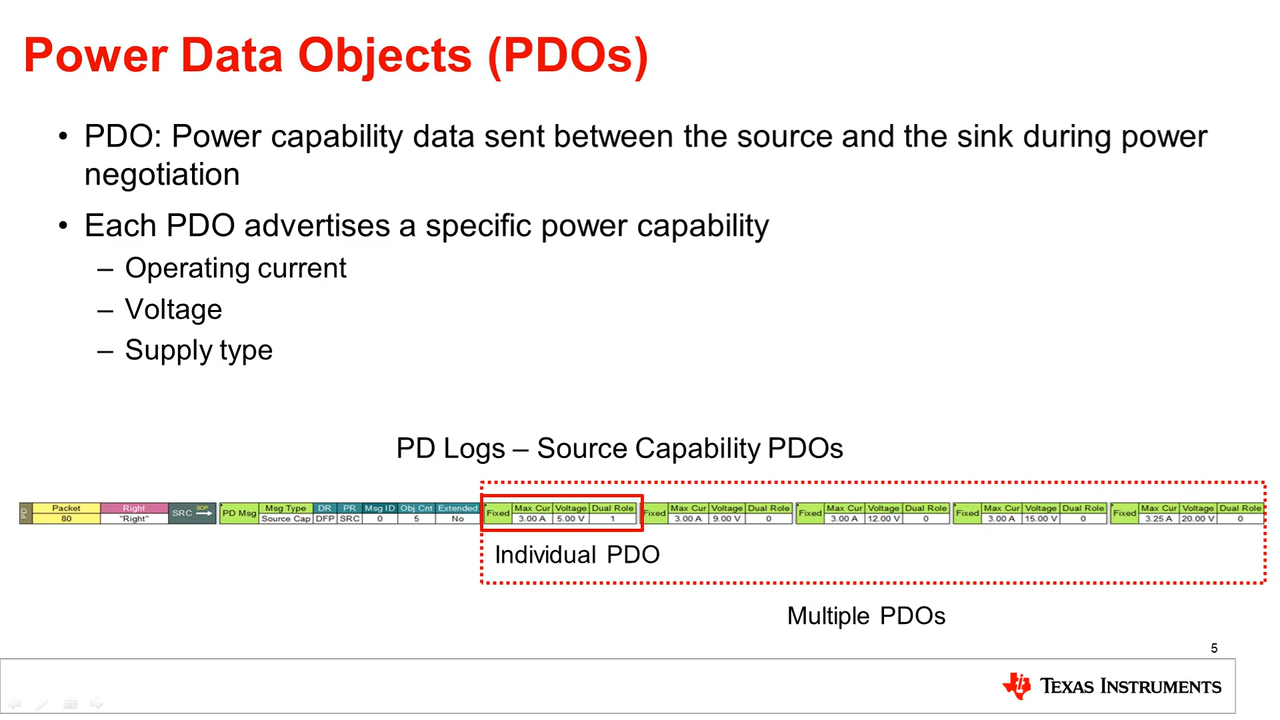 Power Data Objects (PDOs)
• PDO: Power capability data sent between the source and the sink during power
negotiation
• Each PDO advertises a specific power capability
– Operating current
– Voltage
– Supply type
PD Logs – Source Capability PDOs
PD Packet Right SRC SOP PD Msg Msg Type DR PR Msg ID Obj Cnt Extended Fixed Max Cur Voltage Dual Role Fixed Max Cur Voltage Dual Role Fixed Max Cur Voltage Dual Role Fixed Max Cur Voltage Dual Role Fixed Max Cur Voltage Dual Role
80 "Right" Source Cap DFP SRC 0 5 No 3.00 A 5.00 V 1 3.00 A 9.00 V 0 3.00 A 12.00 V 0 3.00 A 15.00 V 0 3.25 A 20.00 V 0
Individual PDO
Multiple PDOs
5
TEXAS INSTRUMENTS